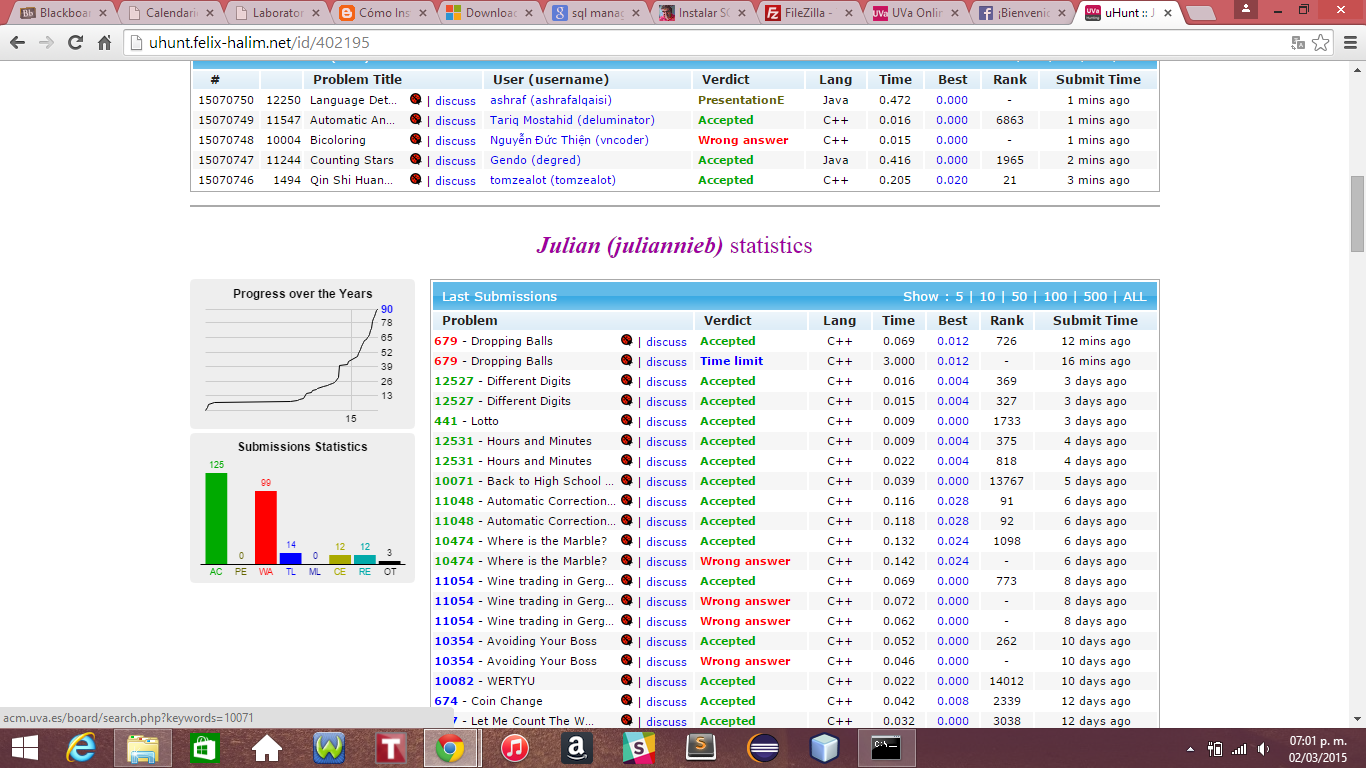 Blackboa
Calendari
Laborator
Cómo Ins
Downloac
sql manag
Instalar SC
FileZilla -
UVa Onlin
¡Bienvenic
uHunt :: J
uhunt.felix-halim.net/id/402195
# Problem Title User (username) Verdict Lang Time Best Rank Submit Time
15070750 12250 Language Det... | discuss ashraf (ashrafalqaisi) PresentationE Java 0.472 0.000 - 1 mins ago
15070749 11547 Automatic An... | discuss Tariq Mostahid (deluminator) Accepted C++ 0.016 0.000 6863 1 mins ago
15070748 10004 Bicoloring | discuss Nguyễn Đức Thiện (vncoder) Wrong answer C++ 0.015 0.000 - 1 mins ago
15070747 11244 Counting Stars | discuss Gendo (degred) Accepted Java 0.416 0.000 1965 2 mins ago
15070746 1494 Qin Shi Huan... | discuss tomzealot (tomzealot) Accepted C++ 0.205 0.020 21 3 mins ago
Julian (juliannieb) statistics
Progress over the Years
90
78
65
52
39
26
13
15
Submissions Statistics
125 0 99 14 0 12 12 3
AC PE WA TL ML CE RE OT
Last Submissions Show : 5 | 10 | 50 | 100 | 500 | ALL
Problem Verdict Lang Time Best Rank Submit Time
679 - Dropping Balls | discuss Accepted C++ 0.069 0.012 726 12 mins ago
679 - Dropping Balls | discuss Time limit C++ 3.000 0.012 - 16 mins ago
12527 - Different Digits | discuss Accepted C++ 0.016 0.004 369 3 days ago
12527 - Different Digits | discuss Accepted C++ 0.015 0.004 327 3 days ago
441 - Lotto | discuss Accepted C++ 0.009 0.000 1733 3 days ago
12531 - Hours and Minutes | discuss Accepted C++ 0.009 0.004 375 4 days ago
12531 - Hours and Minutes | discuss Accepted C++ 0.022 0.004 818 4 days ago
10071 - Back to High School ... | discuss Accepted C++ 0.039 0.000 13767 5 days ago
11048 - Automatic Correction... | discuss Accepted C++ 0.116 0.028 91 6 days ago
11048 - Automatic Correction... | discuss Accepted C++ 0.118 0.028 92 6 days ago
10474 - Where is the Marble? | discuss Accepted C++ 0.132 0.024 1098 6 days ago
10474 - Where is the Marble? | discuss Wrong answer C++ 0.142 0.024 - 6 days ago
11054 - Wine trading in Gerg... | discuss Accepted C++ 0.069 0.000 773 8 days ago
11054 - Wine trading in Gerg... | discuss Wrong answer C++ 0.072 0.000 - 8 days ago
11054 - Wine trading in Gerg... | discuss Wrong answer C++ 0.062 0.000 - 8 days ago
10354 - Avoiding Your Boss | discuss Accepted C++ 0.052 0.000 262 10 days ago
10354 - Avoiding Your Boss | discuss Wrong answer C++ 0.046 0.000 - 10 days ago
10082 - WERTYU | discuss Accepted C++ 0.022 0.000 14012 10 days ago
674 - Coin Change | discuss Accepted C++ 0.042 0.008 2339 12 days ago
7 - Let Me Count The W... | discuss Accepted C++ 0.032 0.000 3038 12 days ago
acm.uva.es/board/search.php?keywords=10071
07:01 p. m.
02/03/2015